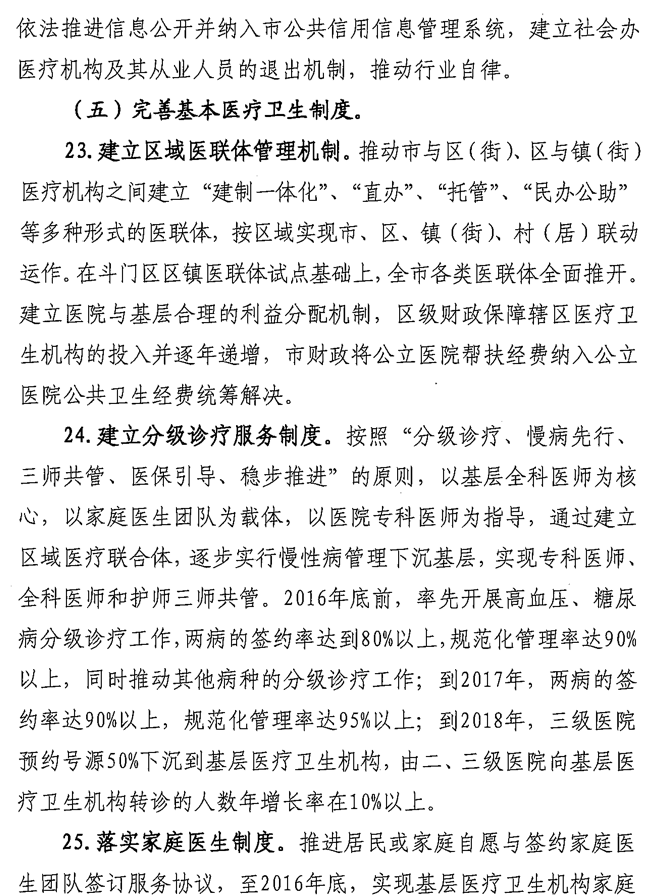 依法推进信息公开并纳入市公共信用信息管理系统，建立社会办
医疗机构及其从业人员的退出机制，推动行业自律。
（五）完善基本医疗卫生制度。
23.建立区域医联体管理机制。推动市与区（街）、区与镇（街）
医疗机构之间建立“建制一体化”、“直办”、“托管”、“民办公助”
等多种形式的医联体，按区域实现市、区、镇（街）、村（居）联动
运作。在斗门区区镇医联体试点基础上，全市各类医联体全面推开。
建立医院与基层合理的利益分配机制，区级财政保障辖区医疗卫
生机构的投入并逐年递增，市财政将公立医院帮扶经费纳入公立
医院公共卫生经费统筹解决。
24.建立分级诊疗服务制度。按照“分级诊疗、慢病先行、
三师共管、医保引导、稳步推进”的原则，以基层全科医师为核
心，以家庭医生团队为载体，以医院专科医师为指导，通过建立
区域医疗联合体，逐步实行慢性病管理下沉基层，实现专科医师、
全科医师和护师三师共管。2016年底前，率先开展高血压、糖尿
病分级诊疗工作，两病的签约率达到80%以上，规范化管理率达90%
以上，同时推动其他病种的分级诊疗工作；到2017年，两病的签
约率达90%以上，规范化管理率达95%以上；到2018年，三级医院
预约号源50%下沉到基层医疗卫生机构，由二、三级医院向基层医
疗卫生机构转诊的人数年增长率在10%以上。
25.落实家庭医生制度。推进居民或家庭自愿与签约家庭医
生团队签订服务协议，至2016年底，实现基层医疗卫生机构家庭